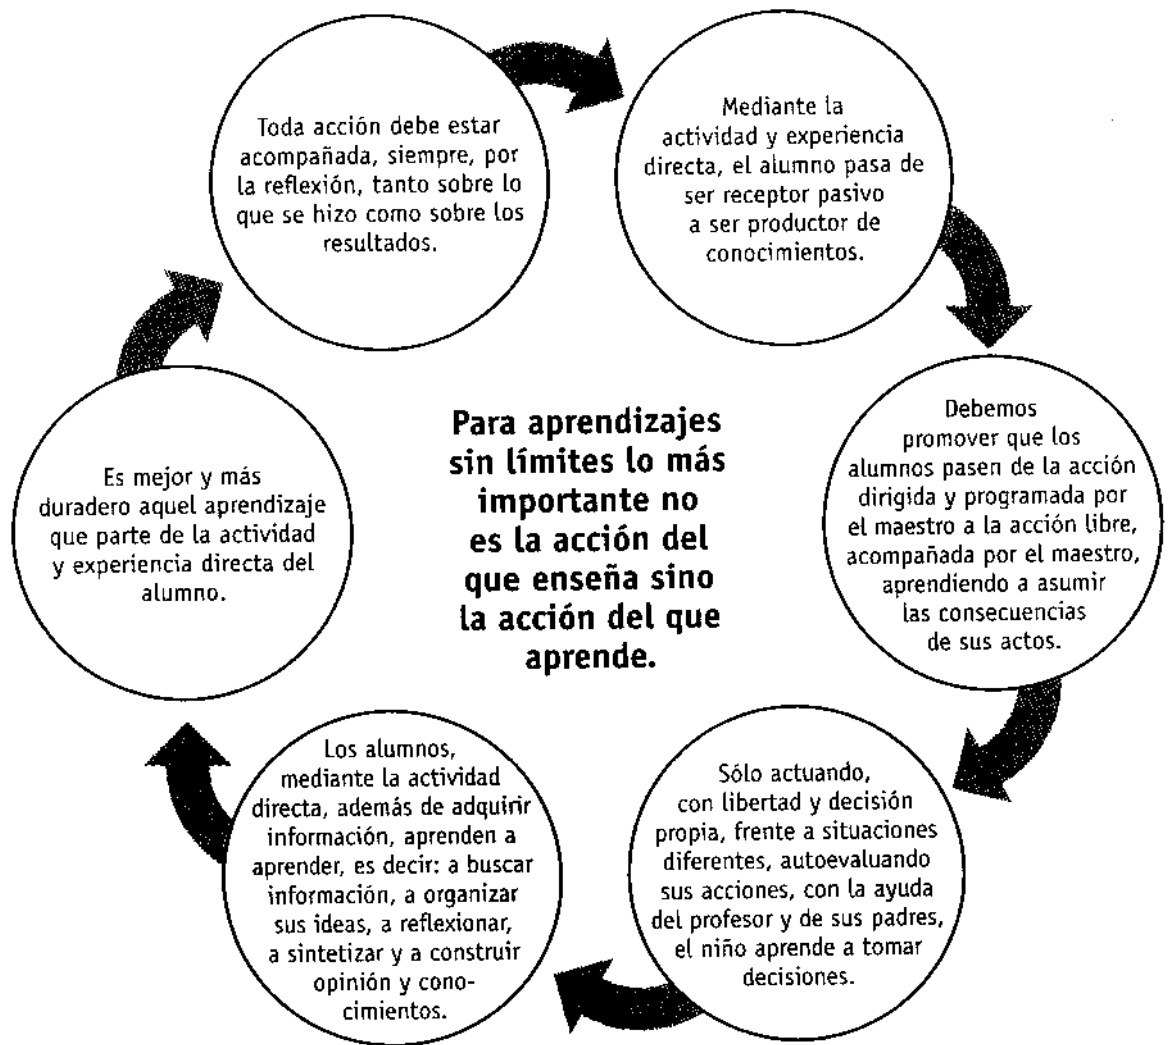 Toda acción debe estar
acompañada, siempre, por
la reflexión, tanto sobre lo
que se hizo como sobre los
resultados.
Mediante la
actividad y experiencia
directa, el alumno pasa de
ser receptor pasivo
a ser productor de
conocimientos.
Debemos
promover que los
alumnos pasen de la acción
dirigida y programada por
el maestro a la acción libre,
acompañada por el maestro,
aprendiendo a asumir
las consecuencias
de sus actos.
Sólo actuando,
con libertad y decisión
propia, frente a situaciones
diferentes, autoevaluando
sus acciones, con la ayuda
del profesor y de sus padres,
el niño aprende a tomar
decisiones.
Los alumnos,
mediante la actividad
directa, además de adquirir
información, aprenden a
aprender, es decir: a buscar
información, a organizar
sus ideas, a reflexionar,
a sintetizar y a construir
opinión y cono-
cimientos.
Es mejor y más
duradero aquel aprendizaje
que parte de la actividad
y experiencia directa del
alumno.
Para aprendizajes
sin límites lo más
importante no
es la acción del
que enseña sino
la acción del que
aprende.